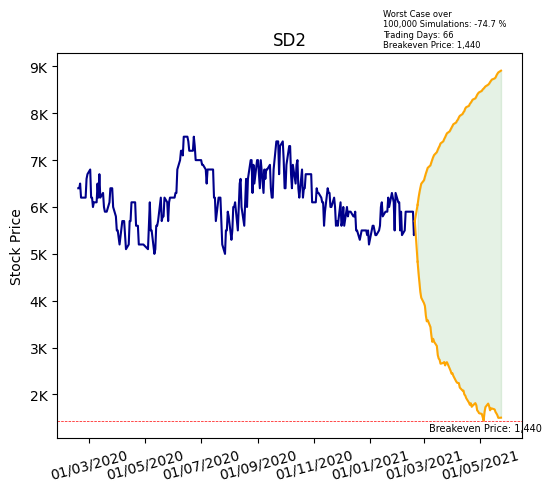 Worst Case over
100,000 Simulations: -74.7 %
Trading Days: 66
Breakeven Price: 1,440
SD2
9K
8K
7K
6K
5K
4K
3K
2K
Stock Price
Breakeven Price: 1,440
01/03/2020
01/05/2020
01/07/2020
01/09/2020
01/11/2020
01/01/2021
01/03/2021
01/05/2021